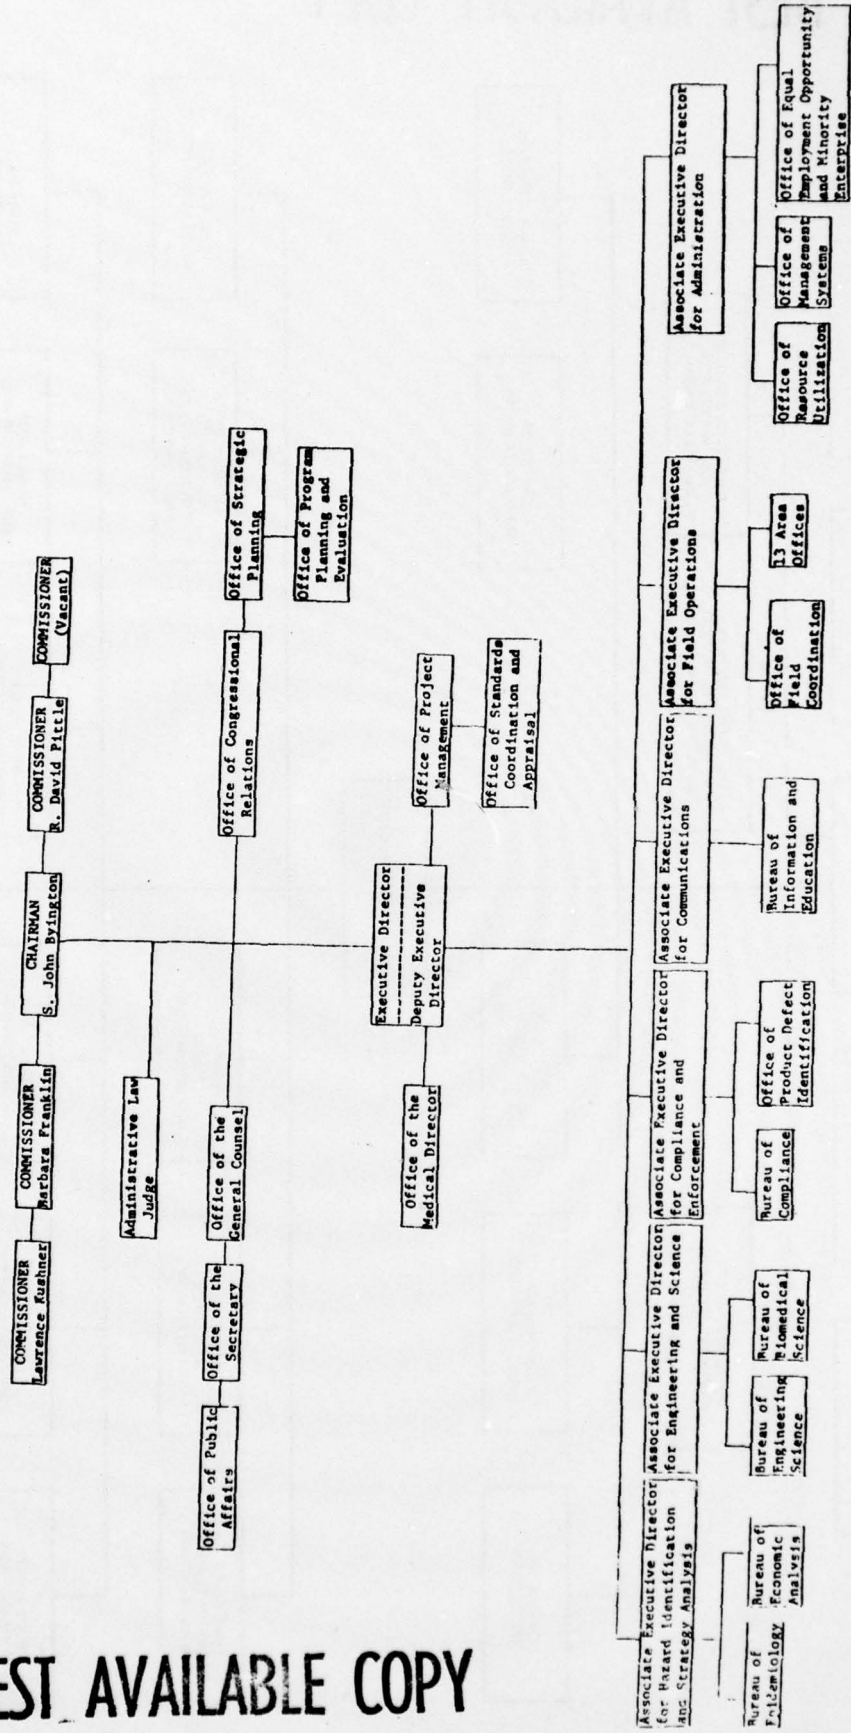 COMMISSIONER
Lawrence Kushner
COMMISSIONER
Barbara Franklin
CHAIRMAN
S. John Byington
COMMISSIONER
R. David Pittle
COMMISSIONER
(Vacant)
Administrative Law
Judge
Office of Public
Affairs
Office of the
Secretary
Office of the
General Counsel
Office of Congressional
Relations
Office of Strategic
Planning
Office of Program
Planning and
Evaluation
Office of the
Medical Director
Executive Director
Deputy Executive
Director
Office of Project
Management
Office of Standards
Coordination and
Appraisal
Associate Executive Director
for Hazard Identification
and Strategy Analysis
Associate Executive Director
for Engineering and Science
Associate Executive Director
for Compliance and
Enforcement
Associate Executive Director
for Communications
Associate Executive Director
for Field Operations
Associate Executive Director
for Administration
Bureau of
Epidemiology
Bureau of
Economic
Analysis
Bureau of
Engineering
Science
Bureau of
Biomedical
Science
Bureau of
Compliance
Office of
Product Defect
Identification
Bureau of
Information and
Education
Office of
Field
Coordination
13 Area
Offices
Office of
Resource
Utilization
Office of
Management
Systems
Office of Equal
Employment Opportunity
and Minority
Enterprise
EST AVAILABLE COPY